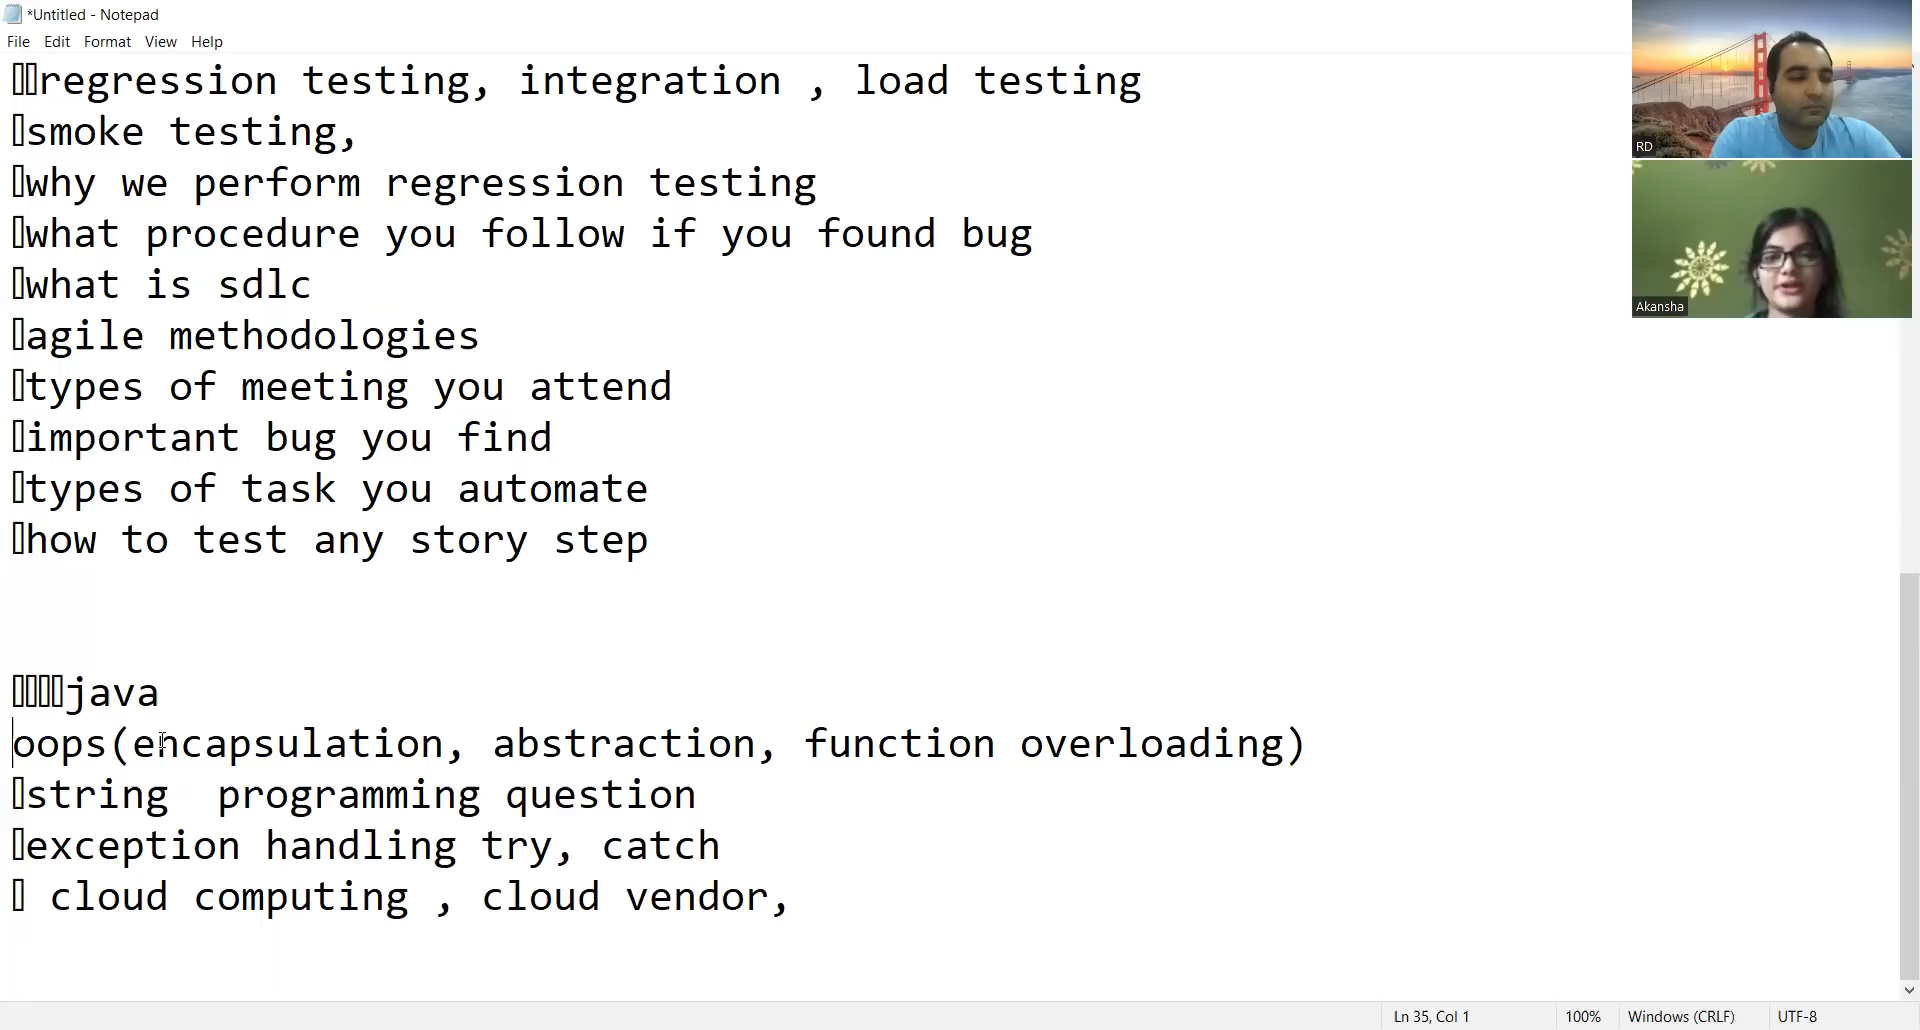 *Untitled - Notepad
File Edit Format View Help
regression testing, integration , load testing
smoke testing,
why we perform regression testing
what procedure you follow if you found bug
what is sdlc
agile methodologies
types of meeting you attend
important bug you find
types of task you automate
how to test any story step
java
oops(encapsulation, abstraction, function overloading)
string  programming question
exception handling try, catch
cloud computing , cloud vendor,
RD
Akansha
Ln 35, Col 1 100% Windows (CRLF) UTF-8